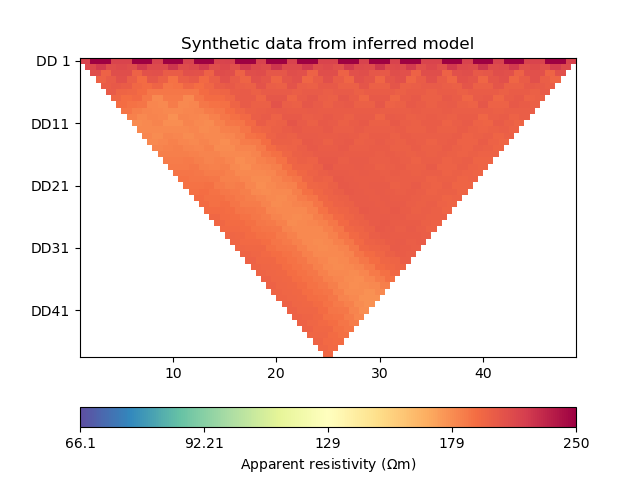 Synthetic data from inferred model
DD 1
DD11
DD21
DD31
DD41
10 20 30 40
66.1 92.21 129 179 250
Apparent resistivity (Ωm)